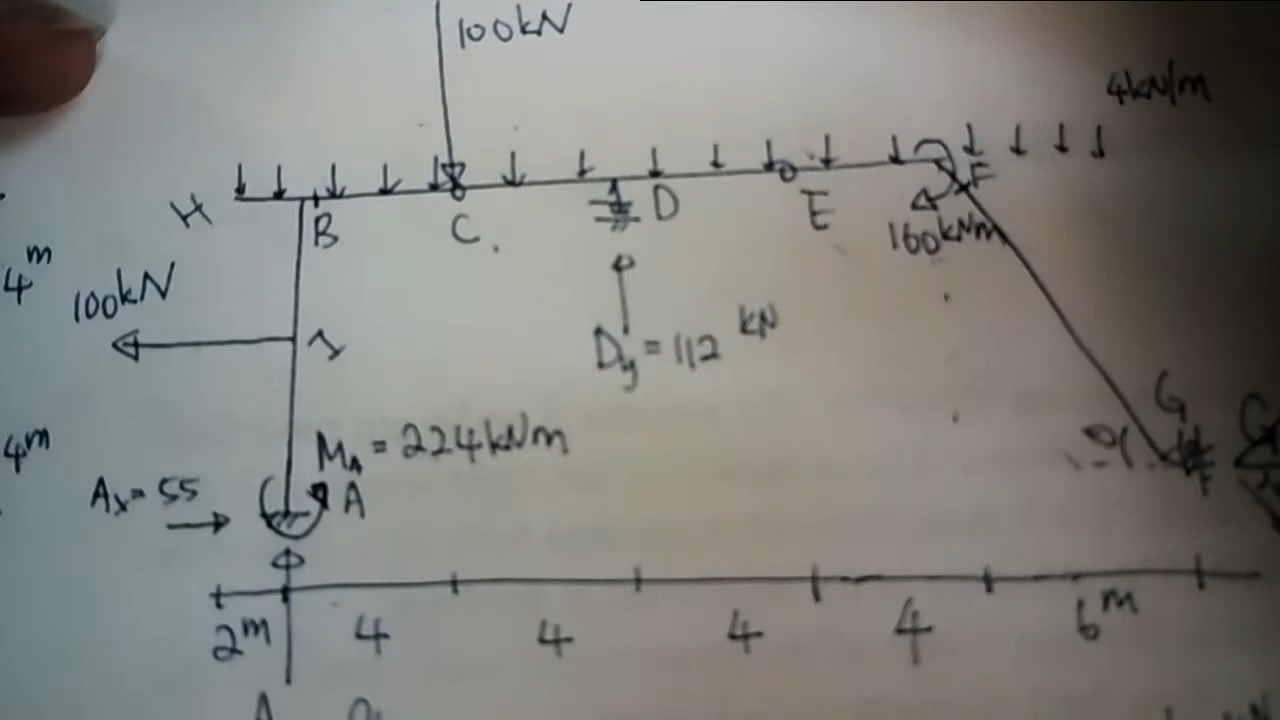 100kN
4kN/m
H
B
C
D
E
F
160kNm
4m
100kN
Dy = 112 kN
G
4m
MA = 224kNm
Ax = 55
A
2m 4 4 4 4 6m